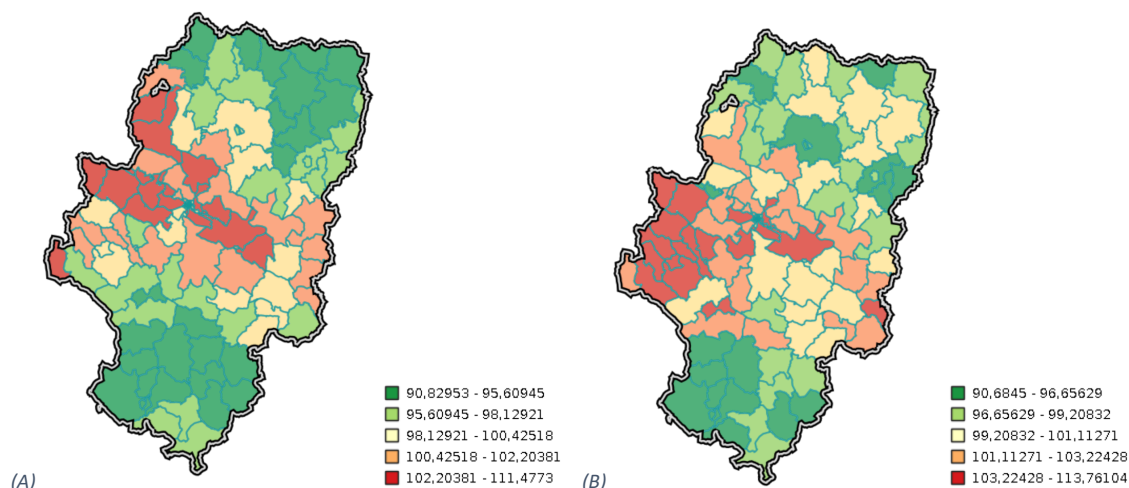 90,82953 - 95,60945
95,60945 - 98,12921
98,12921 - 100,42518
100,42518 - 102,20381
102,20381 - 111,4773
(A)
90,6845 - 96,65629
96,65629 - 99,20832
99,20832 - 101,11271
101,11271 - 103,22428
103,22428 - 113,76104
(B)